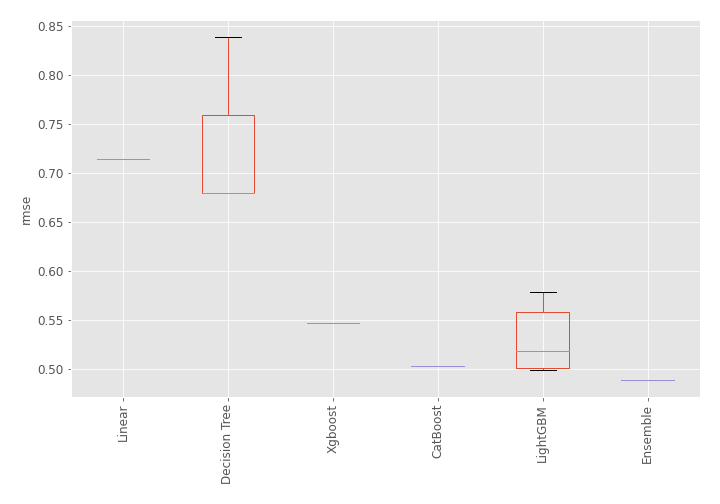 0.85
0.80
0.75
0.70
0.65
0.60
0.55
0.50
rmse
Linear
Decision Tree
Xgboost
CatBoost
LightGBM
Ensemble